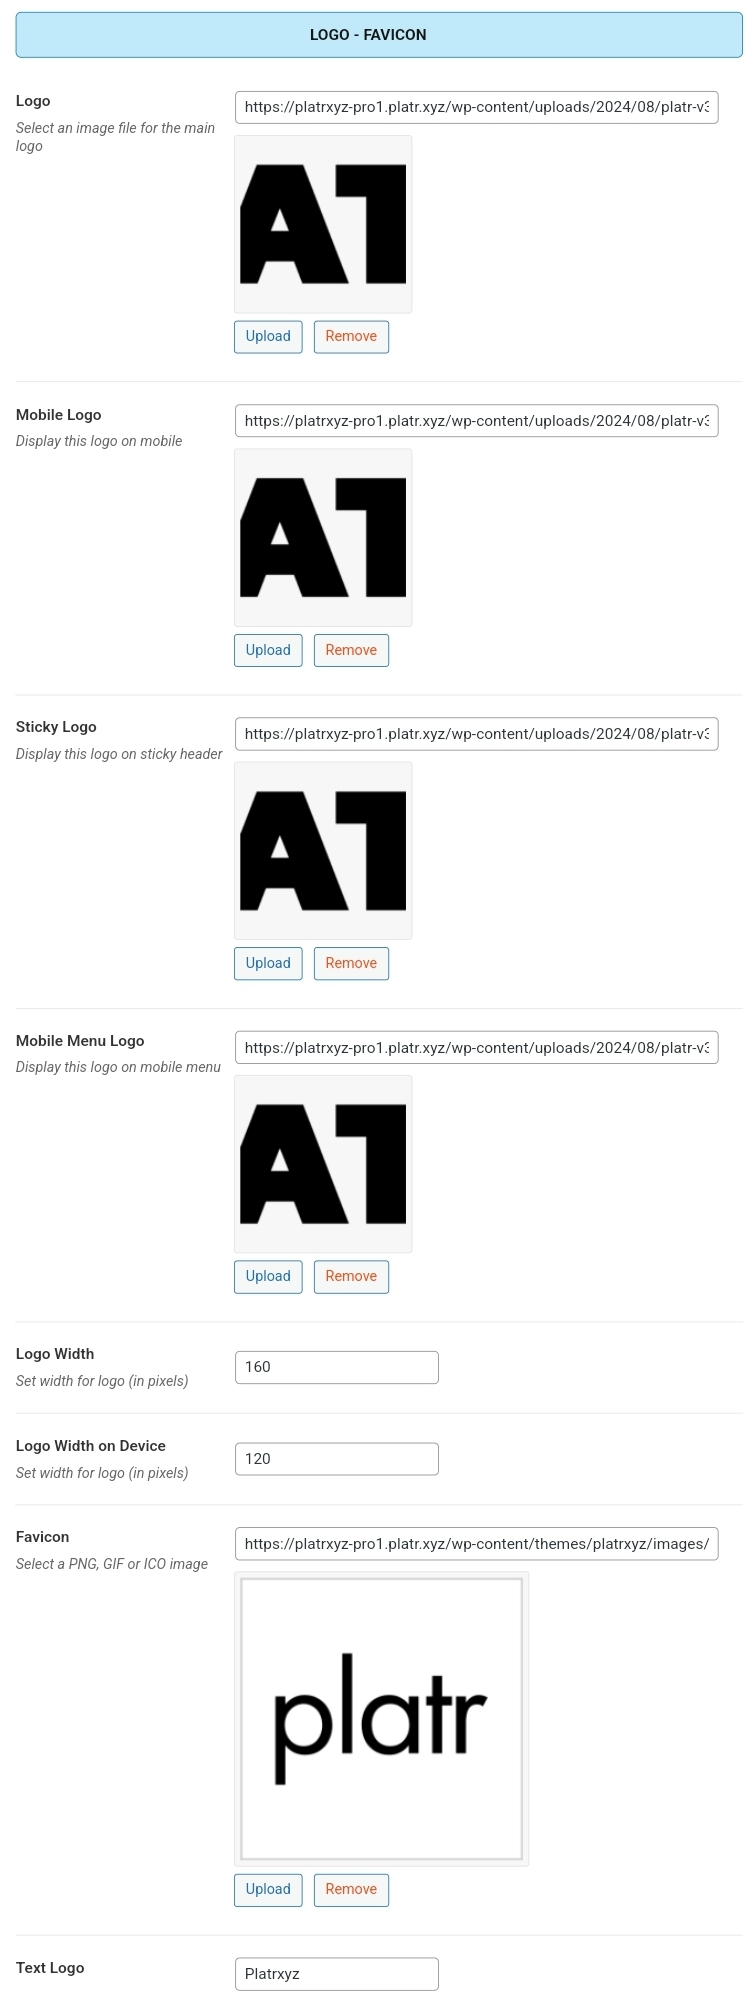 LOGO - FAVICON
Logo
https://platrxyz-pro1.platr.xyz/wp-content/uploads/2024/08/platr-v3
Select an image file for the main
logo
AT
Upload Remove
Mobile Logo
https://platrxyz-pro1.platr.xyz/wp-content/uploads/2024/08/platr-v3
Display this logo on mobile
AT
Upload Remove
Sticky Logo
https://platrxyz-pro1.platr.xyz/wp-content/uploads/2024/08/platr-v3
Display this logo on sticky header
AT
Upload Remove
Mobile Menu Logo
https://platrxyz-pro1.platr.xyz/wp-content/uploads/2024/08/platr-v3
Display this logo on mobile menu
AT
Upload Remove
Logo Width
160
Set width for logo (in pixels)
Logo Width on Device
120
Set width for logo (in pixels)
Favicon
https://platrxyz-pro1.platr.xyz/wp-content/themes/platrxyz/images/
Select a PNG, GIF or ICO image
platr
Upload Remove
Text Logo
Platrxyz